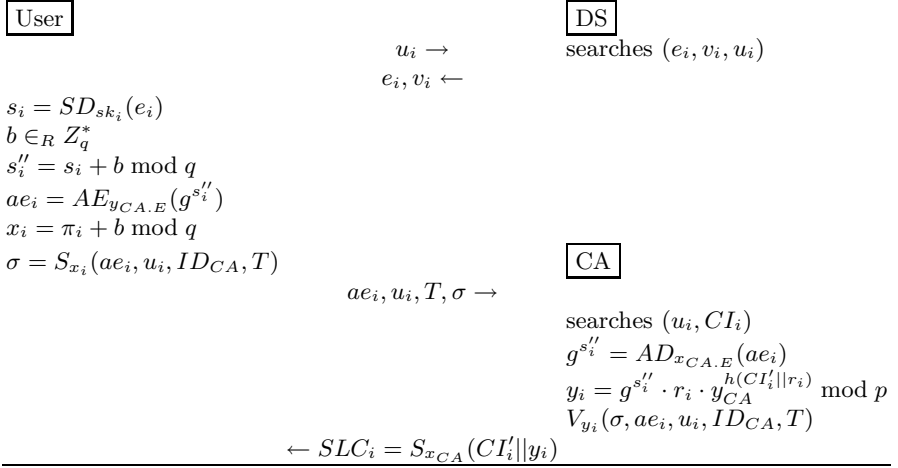 User DS
u_i → searches (e_i, v_i, u_i)
e_i, v_i ←
s_i = SD_{sk_i}(e_i)
b ∈_R Z_q^*
s_i'' = s_i + b mod q
ae_i = AE_{y_{CA.E}}(g^{s_i''})
x_i = π_i + b mod q
σ = S_{x_i}(ae_i, u_i, ID_{CA}, T) CA
ae_i, u_i, T, σ →
searches (u_i, CI_i)
g^{s_i''} = AD_{x_{CA.E}}(ae_i)
y_i = g^{s_i''} · r_i · y_{CA}^{h(CI_i'||r_i)} mod p
V_{y_i}(σ, ae_i, u_i, ID_{CA}, T)
← SLC_i = S_{x_{CA}}(CI_i'||y_i)